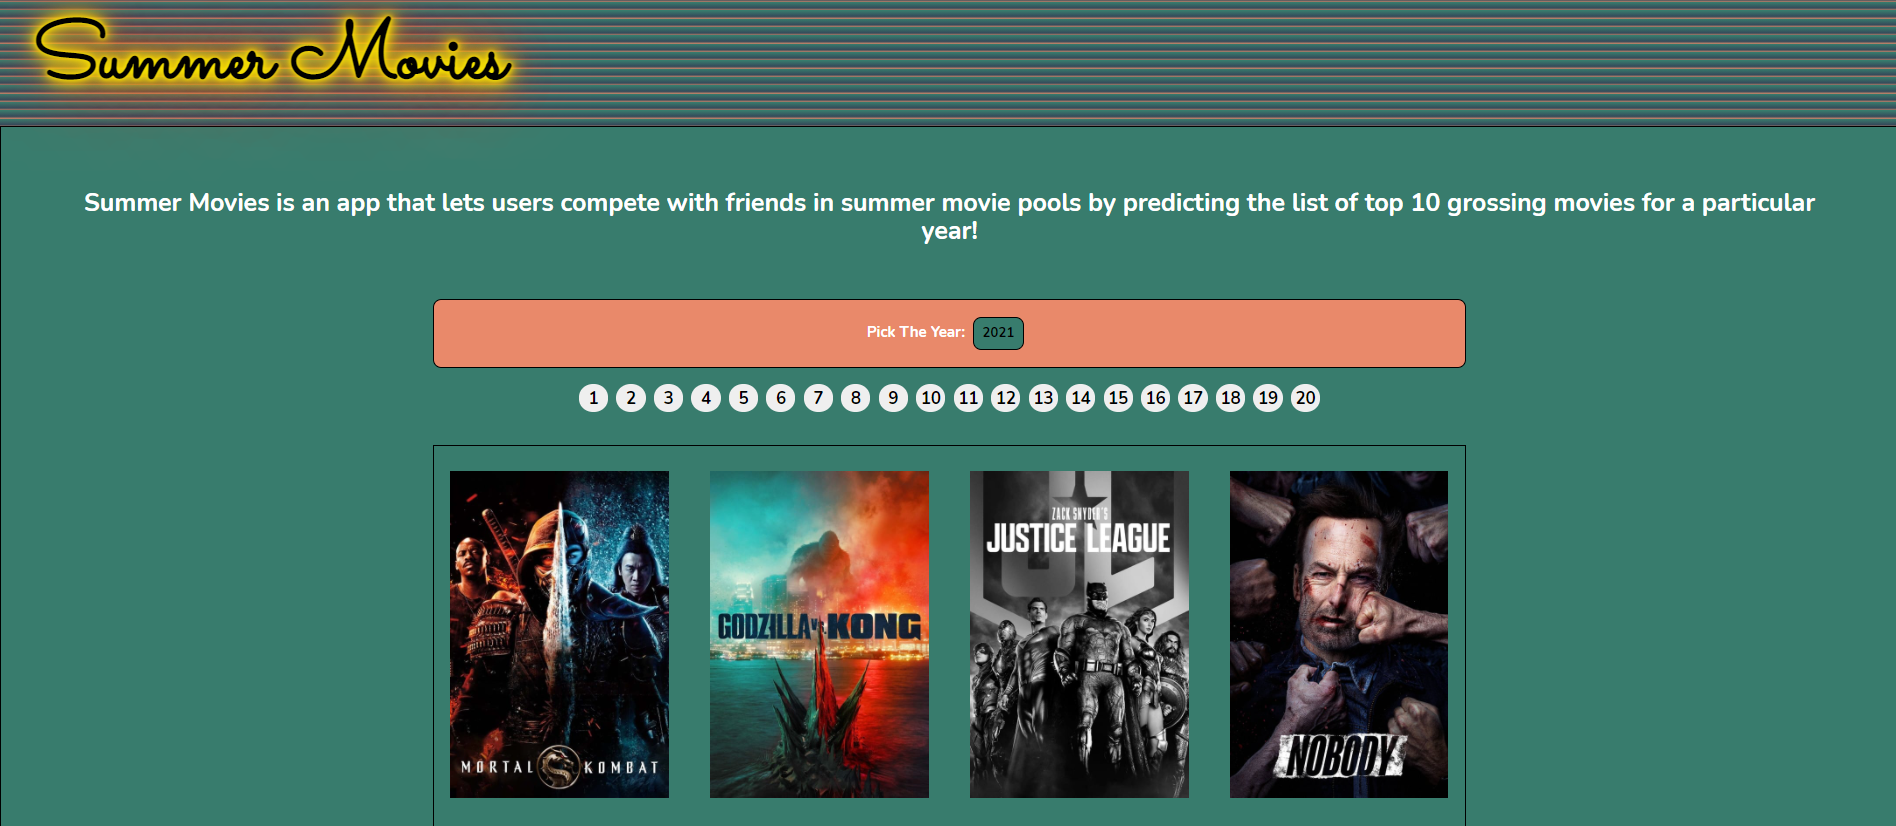 Summer Movies
Summer Movies is an app that lets users compete with friends in summer movie pools by predicting the list of top 10 grossing movies for a particular
year!
Pick The Year: 2021
1 2 3 4 5 6 7 8 9 10 11 12 13 14 15 16 17 18 19 20
MORTAL KOMBAT
GODZILLA VS KONG
ZACK SNYDER'S
JUSTICE LEAGUE
NOBODY